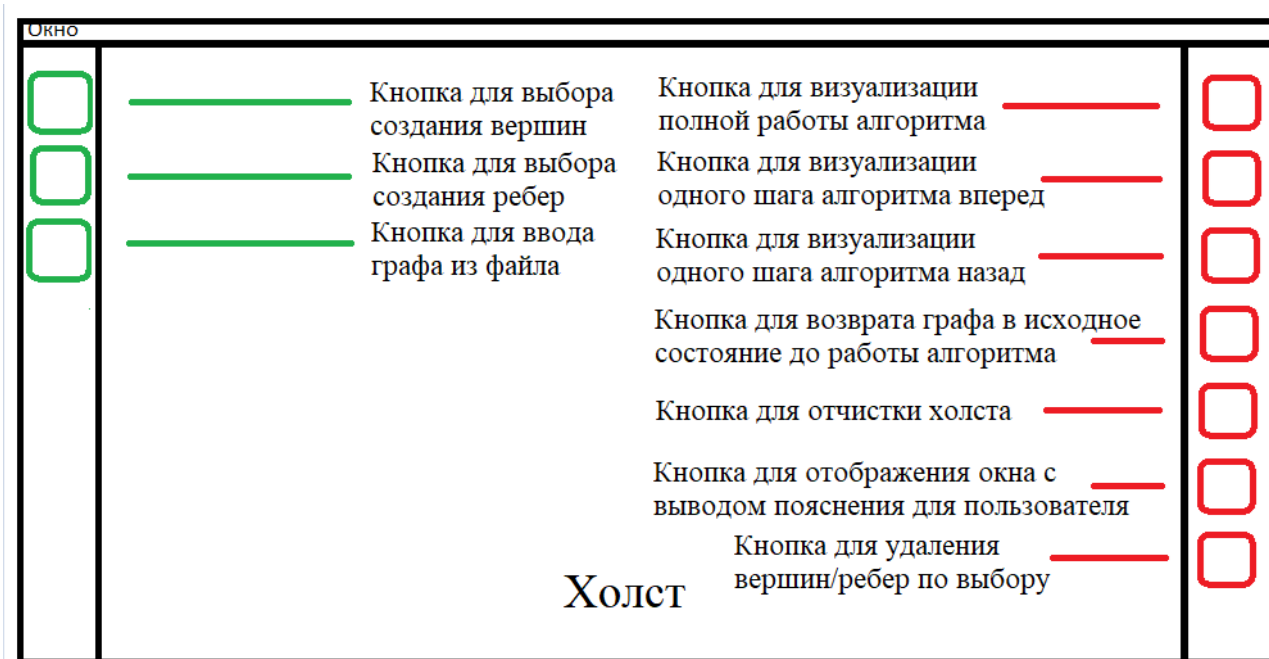 Окно
Кнопка для выбора
создания вершин
Кнопка для выбора
создания ребер
Кнопка для ввода
графа из файла
Кнопка для визуализации
полной работы алгоритма
Кнопка для визуализации
одного шага алгоритма вперед
Кнопка для визуализации
одного шага алгоритма назад
Кнопка для возврата графа в исходное
состояние до работы алгоритма
Кнопка для отчистки холста
Кнопка для отображения окна с
выводом пояснения для пользователя
Кнопка для удаления
вершин/ребер по выбору
Холст